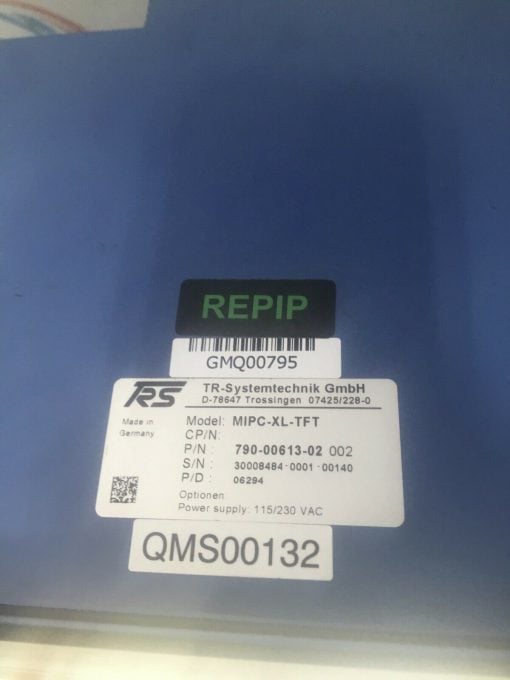 REPIP
GMQ00795
TRS
TR-Systemtechnik GmbH
D-78647 Trossingen 07425/228-0
Made in
Germany
Model: MIPC-XL-TFT
CP/N:
P/N : 790-00613-02 002
S/N : 30008484-0001-00140
P/D : 06294
Optionen:
Power supply: 115/230 VAC
QMS00132